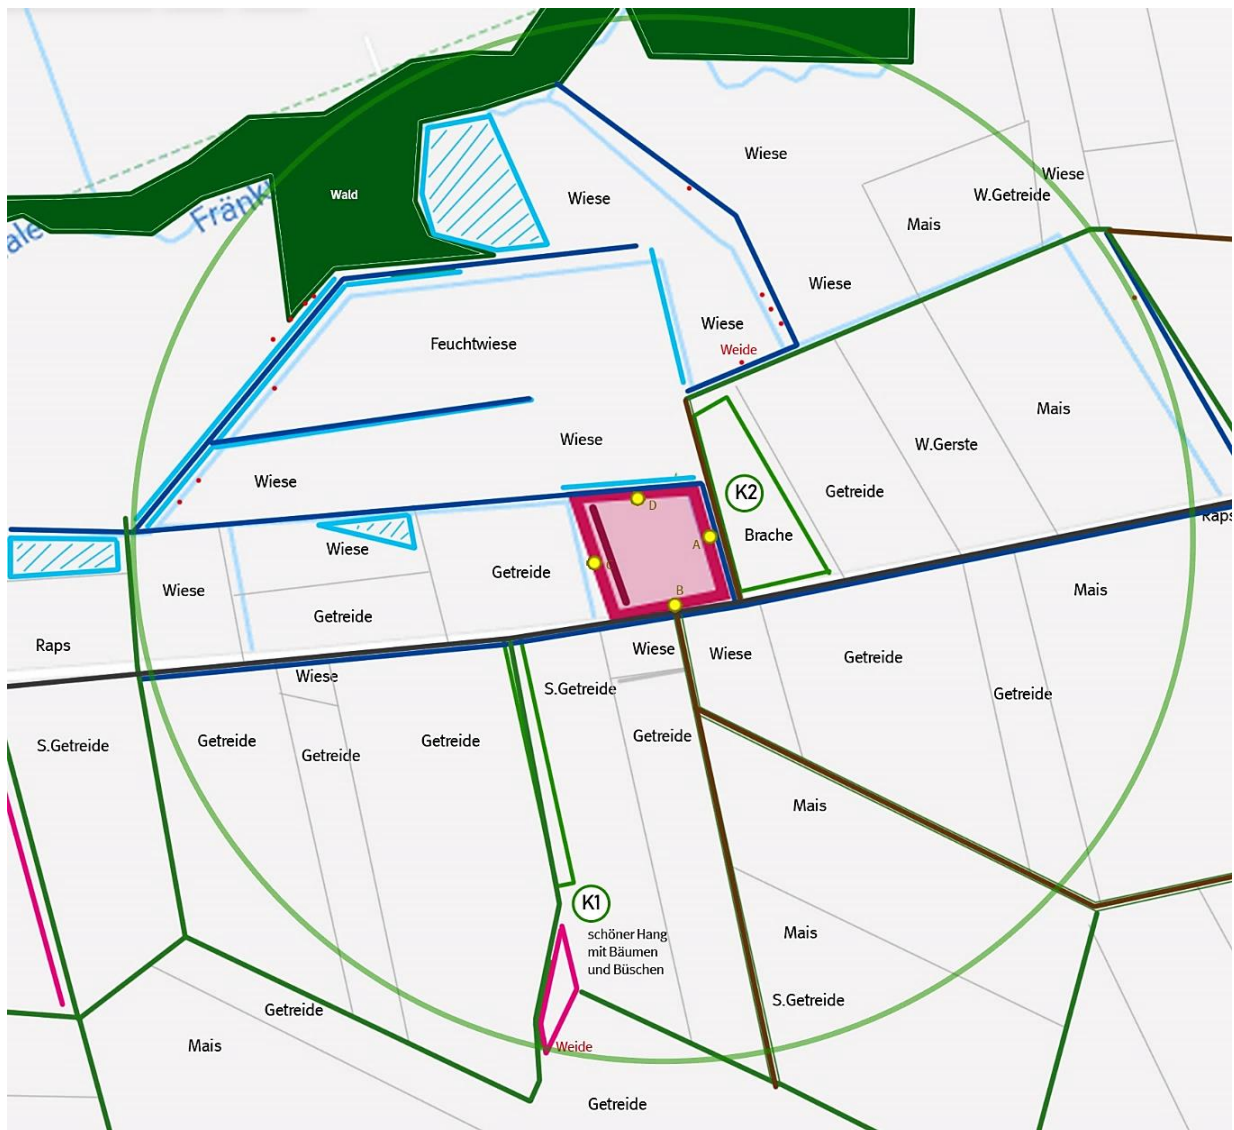 Wiese
Wiese
Wald
Wiese
W.Getreide
Fränk
ale
Mais
Wiese
Wiese
Feuchtwiese
Weide
Mais
Wiese
W.Gerste
Wiese
K2
Getreide
D
Raps
Brache
A
Wiese
Getreide
C
Wiese
B
Mais
Getreide
Raps
Wiese
Wiese
Getreide
Wiese
S.Getreide
Getreide
S.Getreide
Getreide
Getreide
Getreide
Getreide
Mais
K1
schöner Hang
mit Bäumen
und Büschen
Mais
S.Getreide
Getreide
Mais
Weide
Getreide